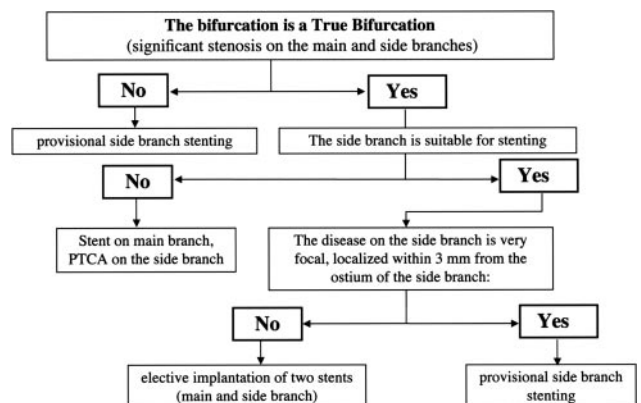 The bifurcation is a True Bifurcation
(significant stenosis on the main and side branches)
No
Yes
provisional side branch stenting
The side branch is suitable for stenting
No
Yes
Stent on main branch,
PTCA on the side branch
The disease on the side branch is very
focal, localized within 3 mm from the
ostium of the side branch:
No
Yes
elective implantation of two stents
(main and side branch)
provisional side branch
stenting